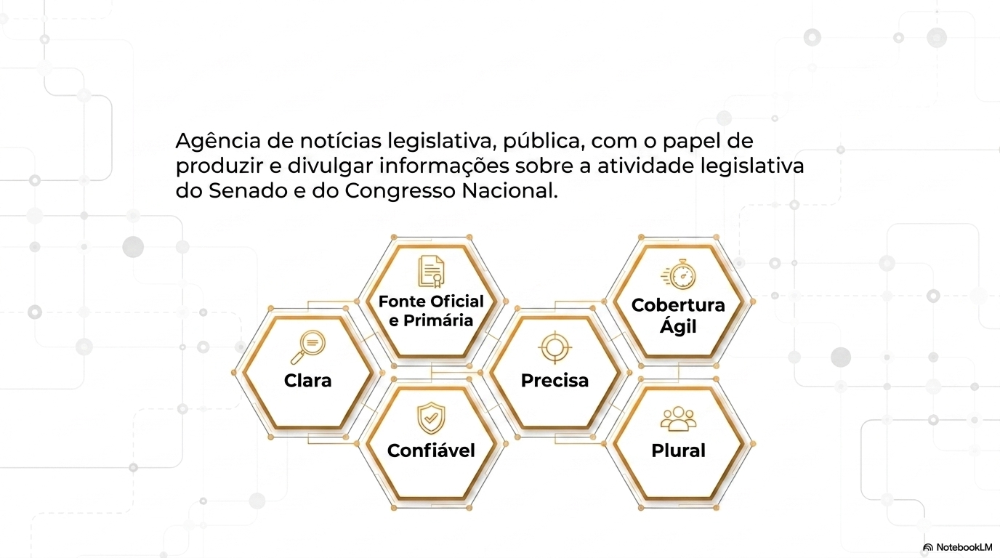 Agência de notícias legislativa, pública, com o papel de
produzir e divulgar informações sobre a atividade legislativa
do Senado e do Congresso Nacional.
Fonte Oficial
e Primária
Cobertura
Ágil
Clara
Precisa
Confiável
Plural
NotebookLM